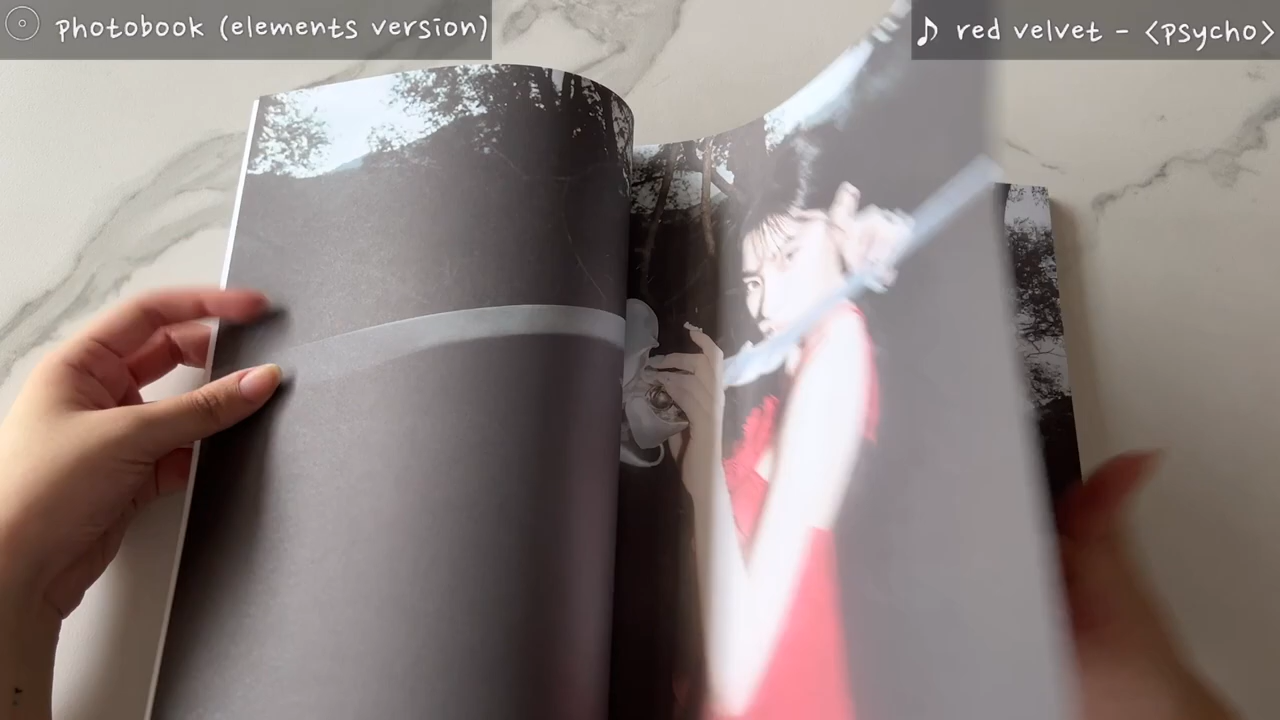 photobook (elements version)
♪ red velvet - <psycho>